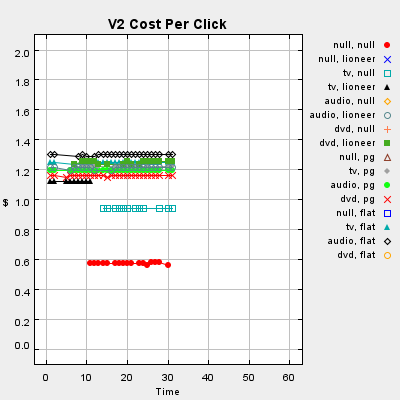 V2 Cost Per Click
2.0
1.8
1.6
1.4
1.2
1.0
0.8
0.6
0.4
0.2
0.0
$
0 10 20 30 40 50 60
Time
null, null
null, lioneer
tv, null
tv, lioneer
audio, null
audio, lioneer
dvd, null
dvd, lioneer
null, pg
tv, pg
audio, pg
dvd, pg
null, flat
tv, flat
audio, flat
dvd, flat